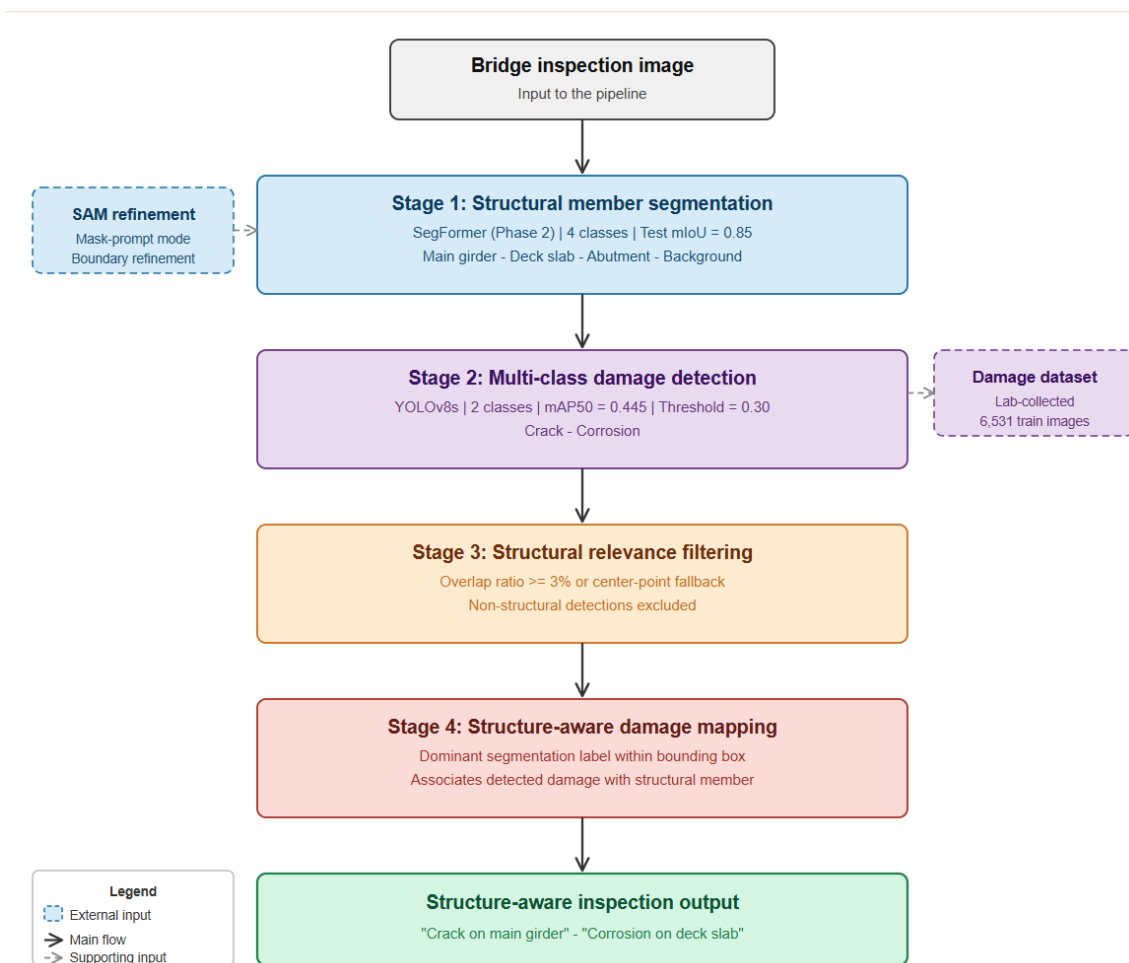 Bridge inspection image
Input to the pipeline
SAM refinement
Mask-prompt mode
Boundary refinement
Stage 1: Structural member segmentation
SegFormer (Phase 2) | 4 classes | Test mIoU = 0.85
Main girder - Deck slab - Abutment - Background
Stage 2: Multi-class damage detection
YOLOv8s | 2 classes | mAP50 = 0.445 | Threshold = 0.30
Crack - Corrosion
Damage dataset
Lab-collected
6,531 train images
Stage 3: Structural relevance filtering
Overlap ratio >= 3% or center-point fallback
Non-structural detections excluded
Stage 4: Structure-aware damage mapping
Dominant segmentation label within bounding box
Associates detected damage with structural member
Legend
External input
Main flow
Supporting input
Structure-aware inspection output
"Crack on main girder" - "Corrosion on deck slab"